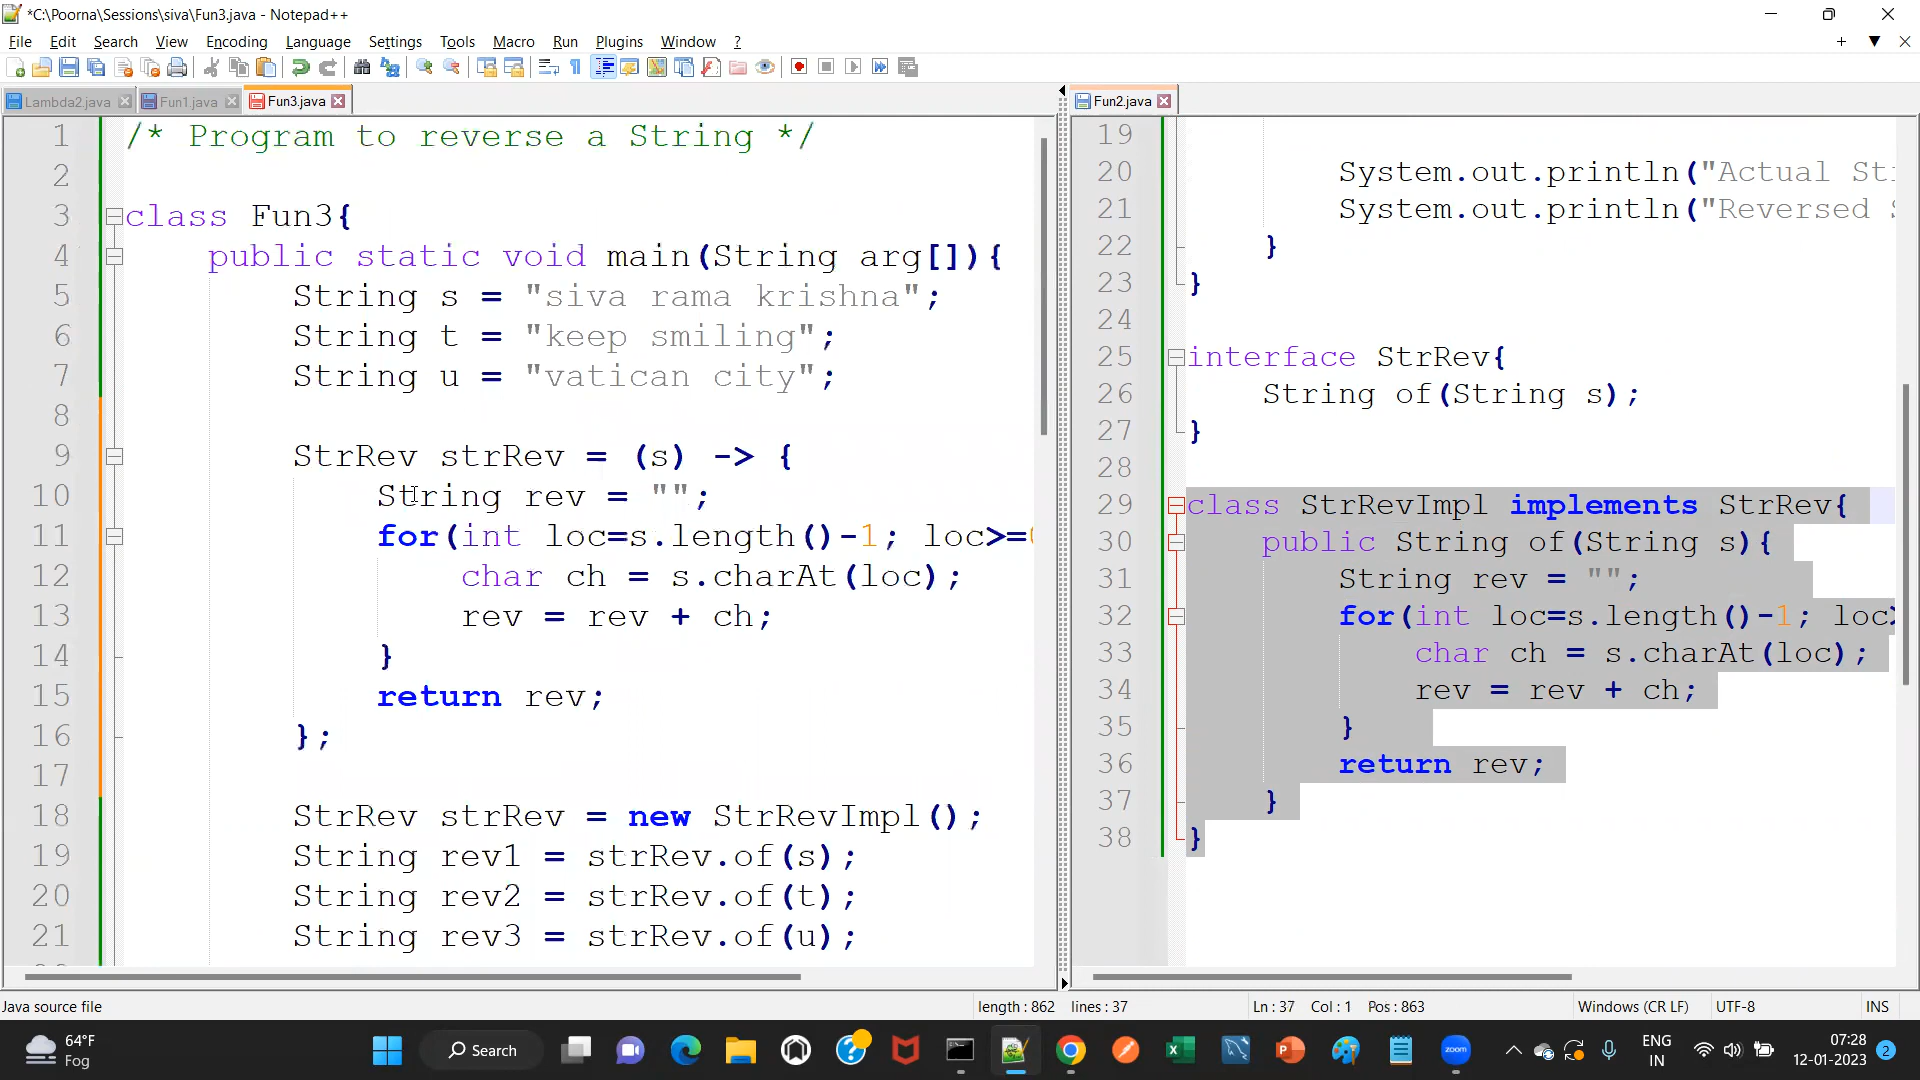 *C:\Poorna\Sessions\siva\Fun3.java - Notepad++
File Edit Search View Encoding Language Settings Tools Macro Run Plugins Window ?
Lambda2.java Fun1.java Fun3.java
1 /* Program to reverse a String */
2
3 class Fun3{
4 public static void main(String arg[]){
5 String s = "siva rama krishna";
6 String t = "keep smiling";
7 String u = "vatican city";
8
9 StrRev strRev = (s) -> {
10 String rev = "";
11 for(int loc=s.length()-1; loc>=0
12 char ch = s.charAt(loc);
13 rev = rev + ch;
14 }
15 return rev;
16 };
17
18 StrRev strRev = new StrRevImpl();
19 String rev1 = strRev.of(s);
20 String rev2 = strRev.of(t);
21 String rev3 = strRev.of(u);
Fun2.java
19
20 System.out.println("Actual St
21 System.out.println("Reversed
22 }
23 }
24
25 interface StrRev{
26 String of(String s);
27 }
28
29 class StrRevImpl implements StrRev{
30 public String of(String s){
31 String rev = "";
32 for(int loc=s.length()-1; loc>
33 char ch = s.charAt(loc);
34 rev = rev + ch;
35 }
36 return rev;
37 }
38 }
Java source file length : 862 lines : 37 Ln : 37 Col : 1 Pos : 863 Windows (CR LF) UTF-8 INS
64°F
Fog
Search
zoom
ENG
IN
07:28
12-01-2023
2